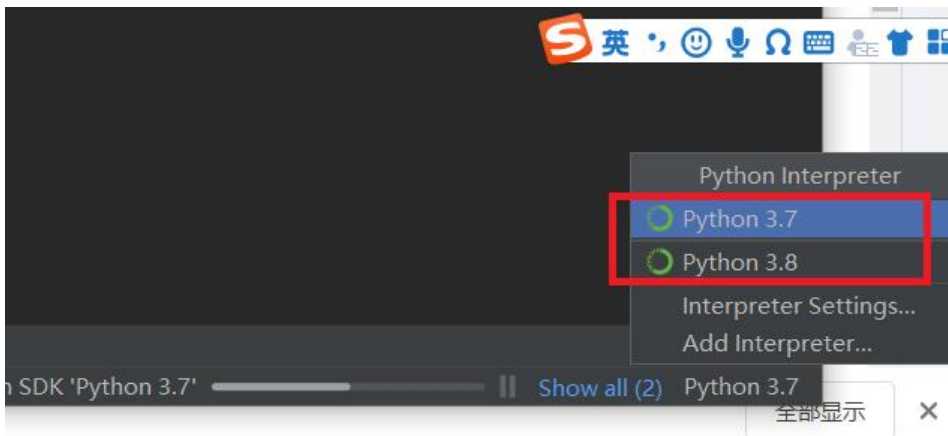 英
Python Interpreter
Python 3.7
Python 3.8
Interpreter Settings...
Add Interpreter...
SDK 'Python 3.7' Show all (2) Python 3.7
全部显示